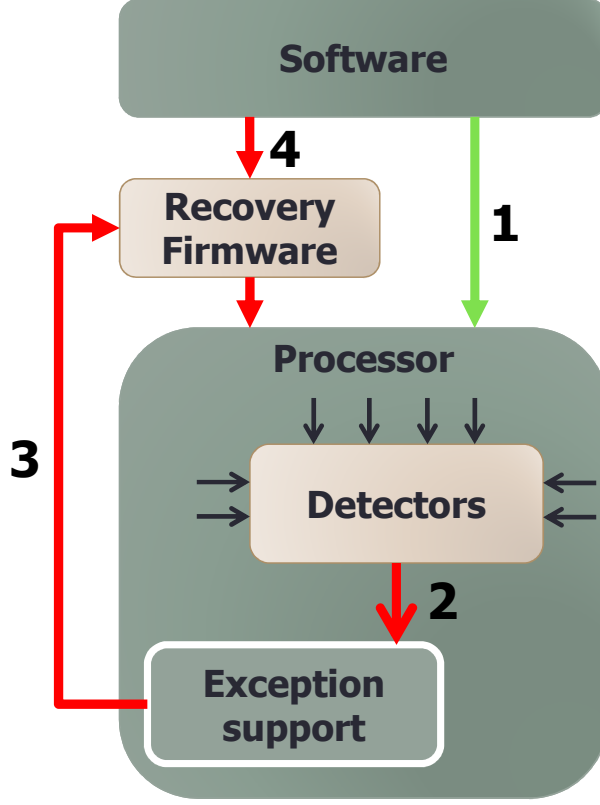 Software
4
Recovery
Firmware
1
Processor
3
Detectors
2
Exception
support